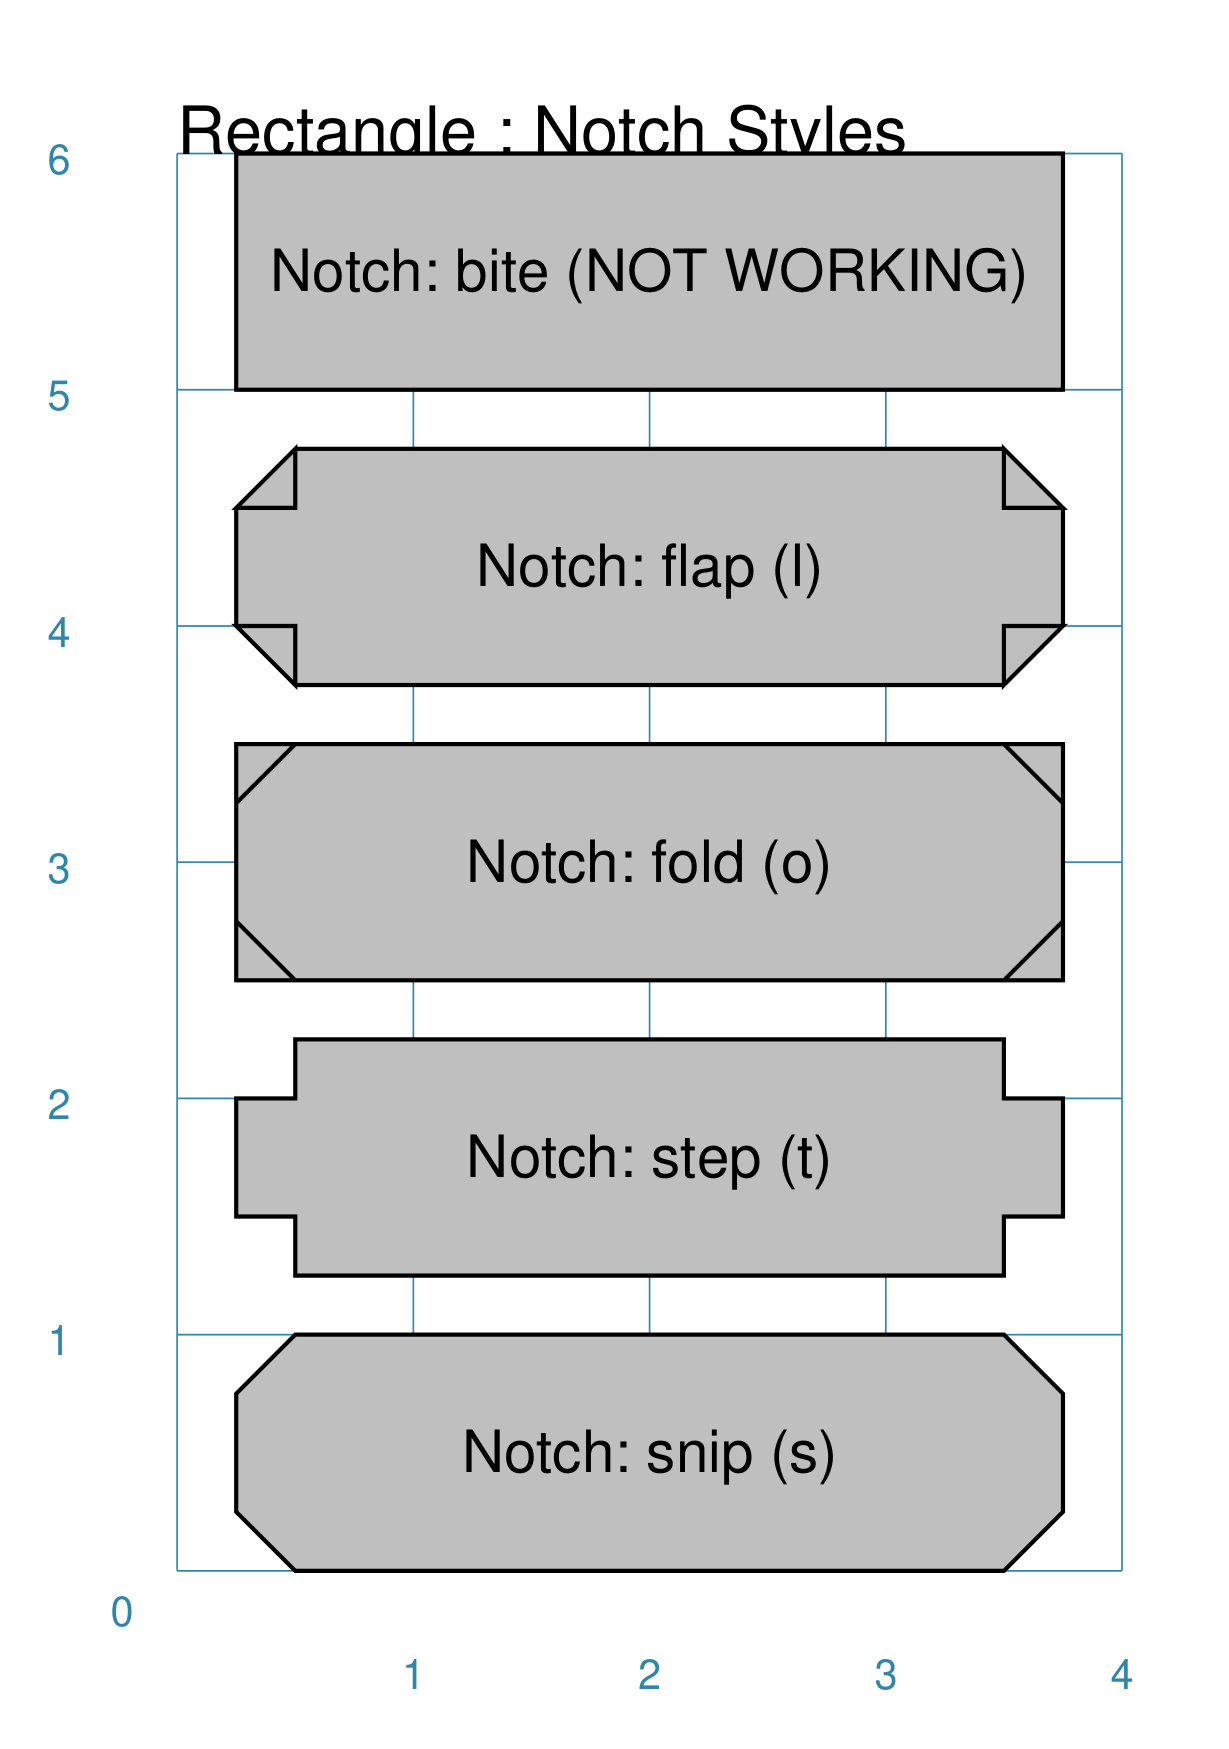 Rectangle : Notch Styles
6
Notch: bite (NOT WORKING)
5
Notch: flap (l)
4
Notch: fold (o)
3
2
Notch: step (t)
1
Notch: snip (s)
0
1 2 3 4